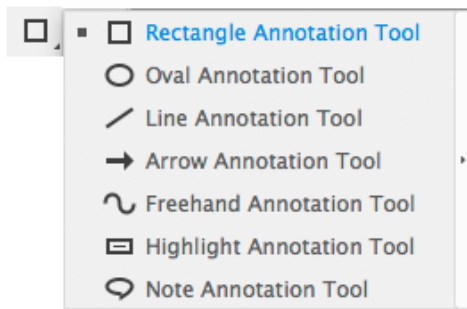 Rectangle Annotation Tool
Oval Annotation Tool
Line Annotation Tool
Arrow Annotation Tool
Freehand Annotation Tool
Highlight Annotation Tool
Note Annotation Tool